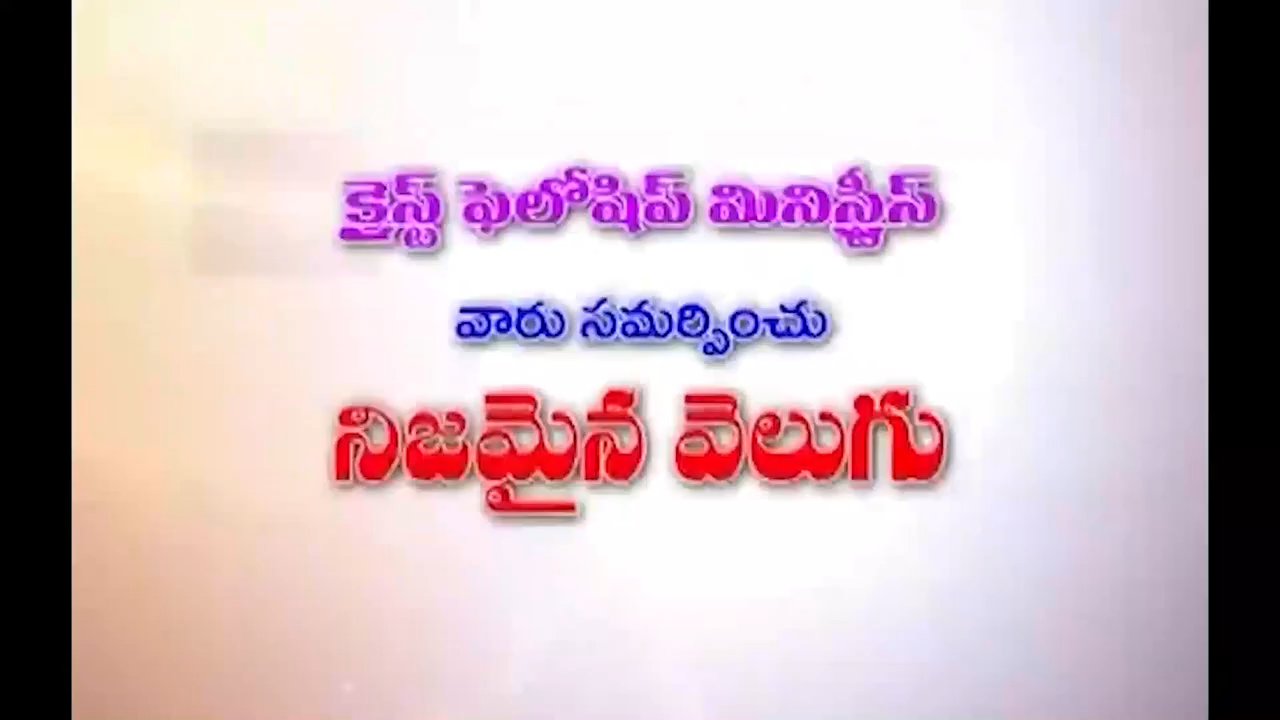 క్రైస్ట్ ఫెలోషిప్ మినిస్ట్రీస్
వారు సమర్పించు
నిజమైన వెలుగు